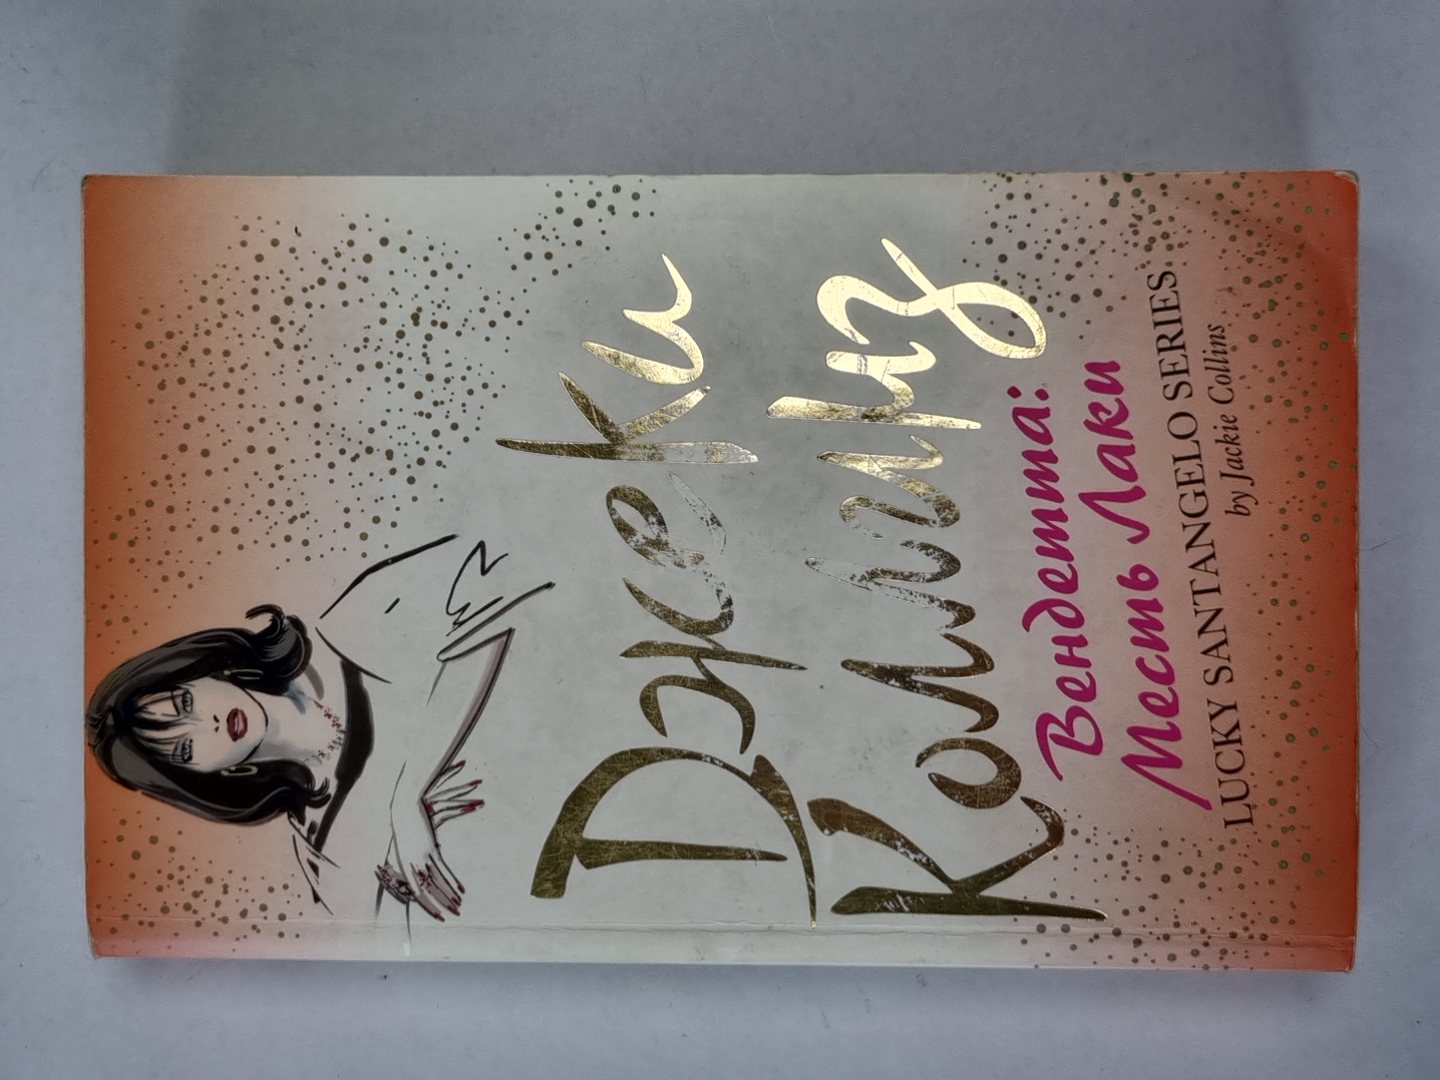 Джеки
Коллинз
Вендетта:
Месть Лаки
LUCKY SANTANGELO SERIES
by Jackie Collins